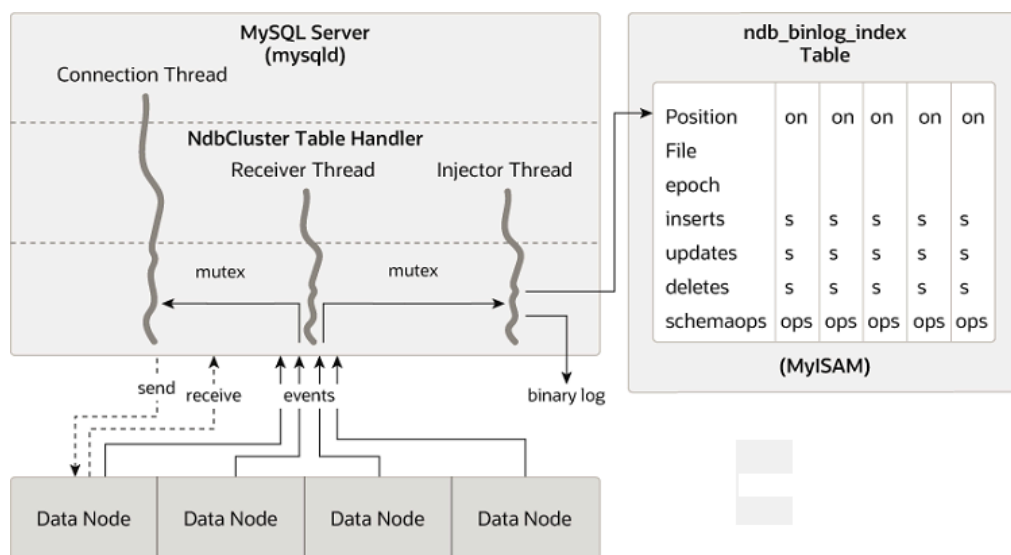 MySQL Server
(mysqld)
Connection Thread
NdbCluster Table Handler
Receiver Thread
Injector Thread
mutex
mutex
send
receive
events
binary log
Data Node
Data Node
Data Node
Data Node
ndb_binlog_index
Table
Position on on on on on
File
epoch
inserts s s s s s
updates s s s s s
deletes s s s s s
schemaops ops ops ops ops ops
(MyISAM)